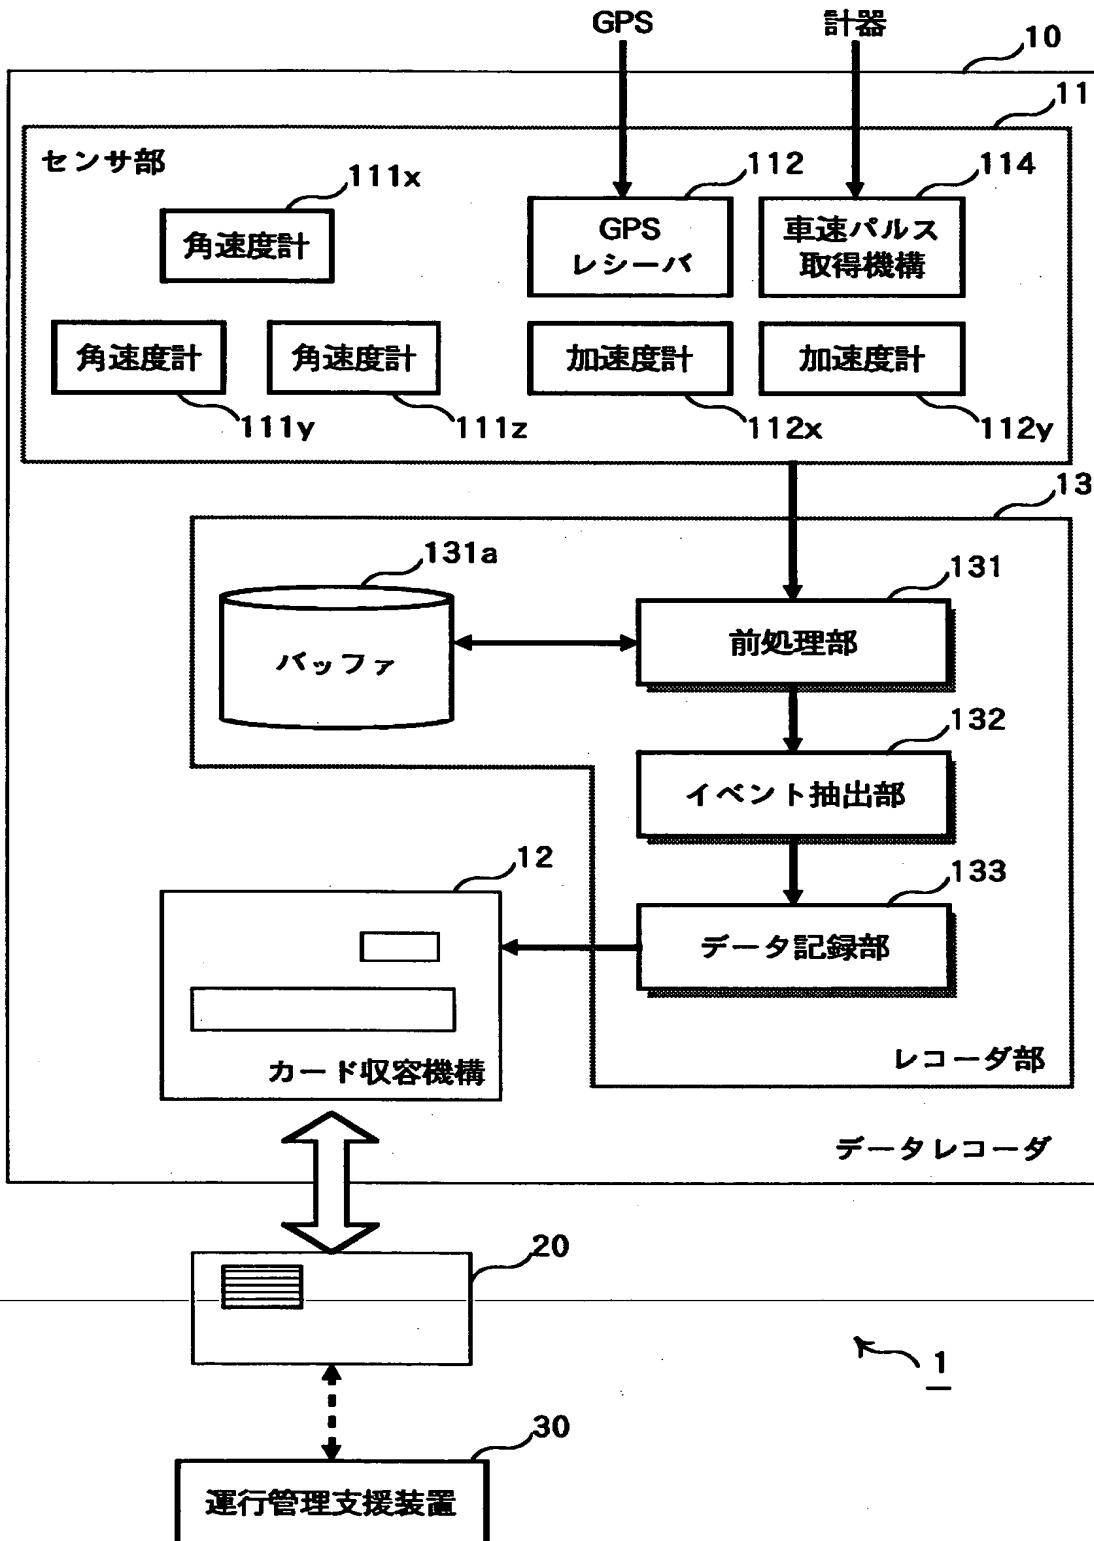 GPS
計器
10
11
センサ部
111x
112
114
角速度計
GPS
レシーバ
車速パルス
取得機構
角速度計
角速度計
加速度計
加速度計
111y
111z
112x
112y
13
131a
131
バッファ
前処理部
132
イベント抽出部
12
133
データ記録部
カード収容機構
レコーダ部
データレコーダ
20
1
30
運行管理支援装置